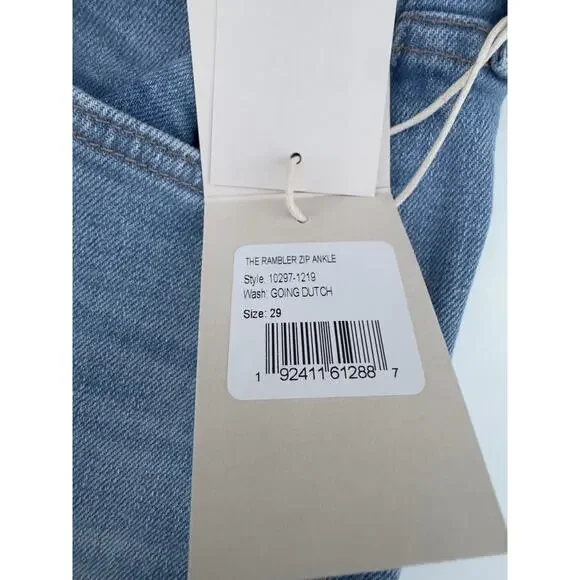 THE RAMBLER ZIP ANKLE
Style: 10297-1219
Wash: GOING DUTCH
Size: 29
1 92411 61288 7